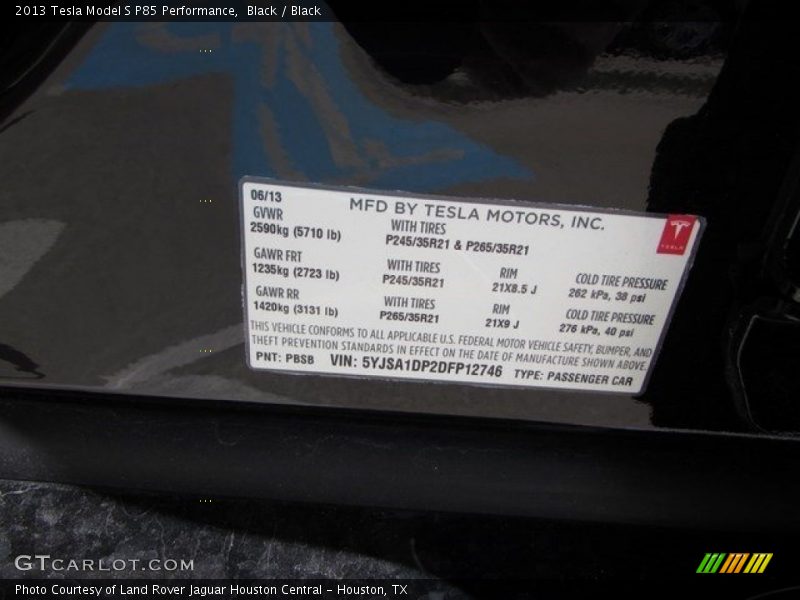 2013 Tesla Model S P85 Performance, Black / Black
06/13 MFD BY TESLA MOTORS, INC.
GVWR WITH TIRES
2590kg (5710 lb) P245/35R21 & P265/35R21
GAWR FRT WITH TIRES RIM COLD TIRE PRESSURE
1235kg (2723 lb) P245/35R21 21X8.5 J 262 kPa, 38 psi
GAWR RR WITH TIRES RIM COLD TIRE PRESSURE
1420kg (3131 lb) P265/35R21 21X9 J 276 kPa, 40 psi
THIS VEHICLE CONFORMS TO ALL APPLICABLE U.S. FEDERAL MOTOR VEHICLE SAFETY, BUMPER, AND
THEFT PREVENTION STANDARDS IN EFFECT ON THE DATE OF MANUFACTURE SHOWN ABOVE.
PNT: PBSB VIN: 5YJSA1DP2DFP12746 TYPE: PASSENGER CAR
TESLA
GTCARLOT.COM
Photo Courtesy of Land Rover Jaguar Houston Central - Houston, TX